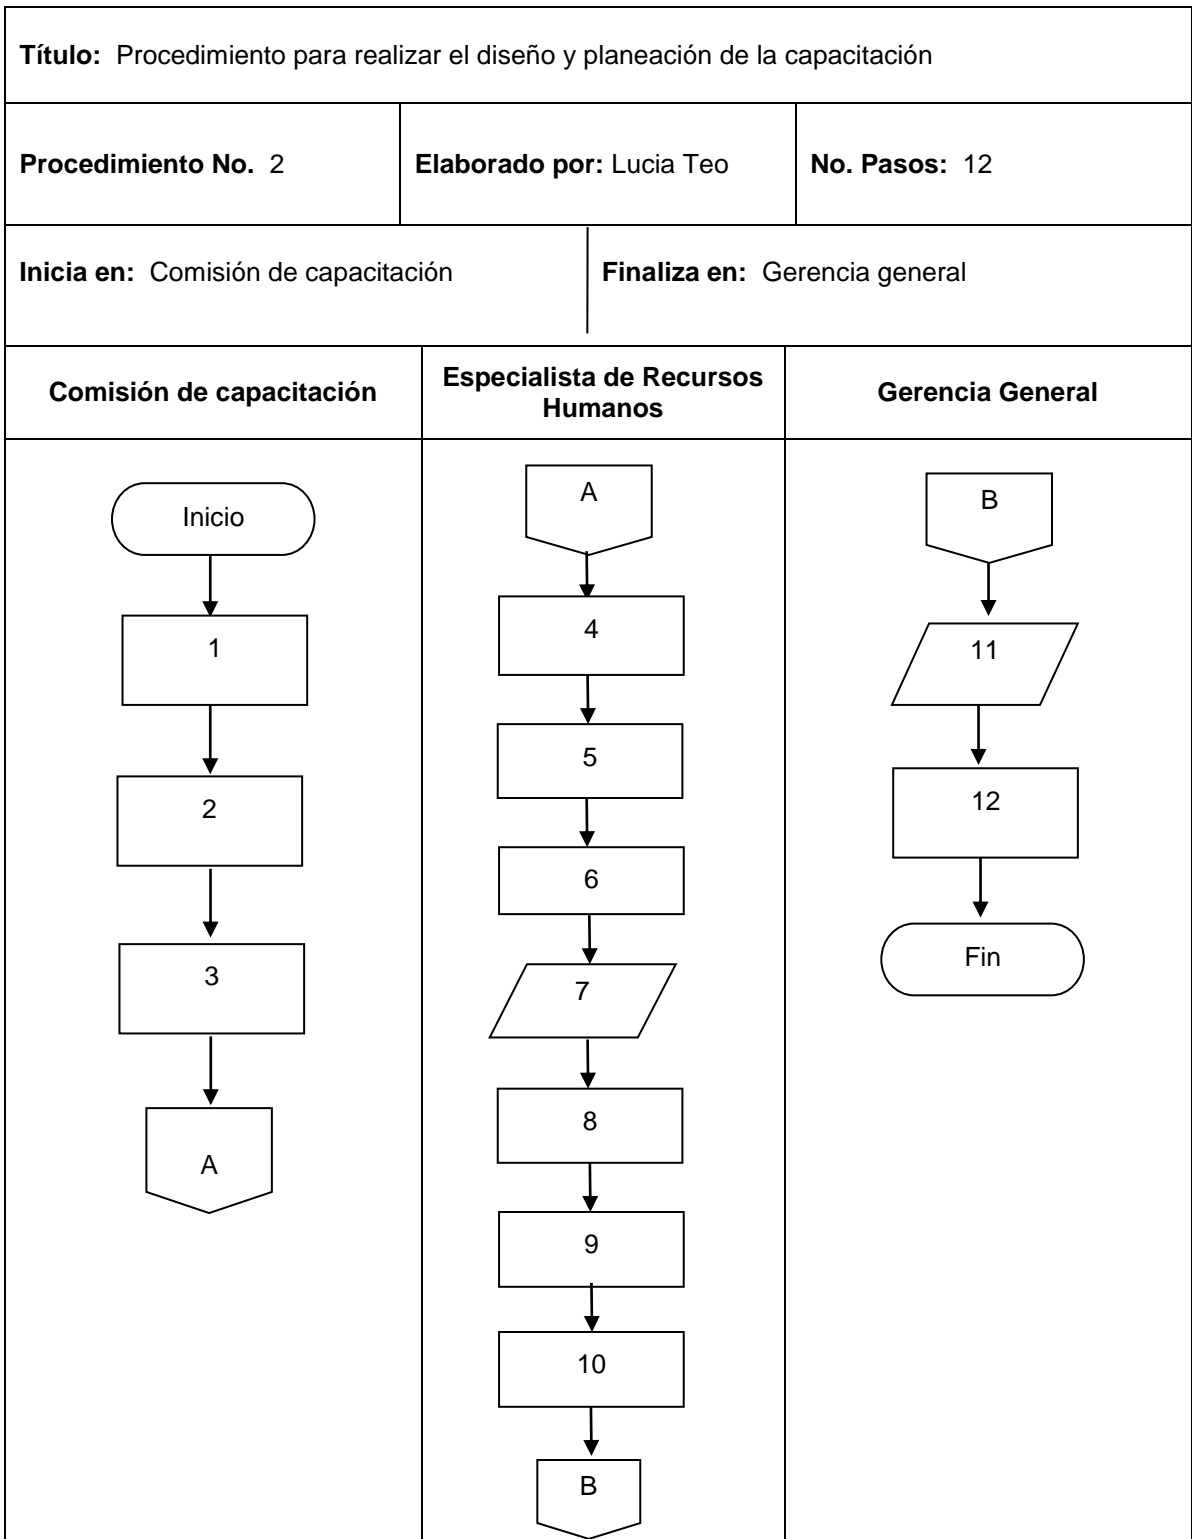 Título: Procedimiento para realizar el diseño y planeación de la capacitación
Procedimiento No. 2
Elaborado por: Lucia Teo
No. Pasos: 12
Inicia en: Comisión de capacitación
Finaliza en: Gerencia general
Comisión de capacitación
Especialista de Recursos
Humanos
Gerencia General
Inicio
1
2
3
A
A
4
5
6
7
8
9
10
B
B
11
12
Fin